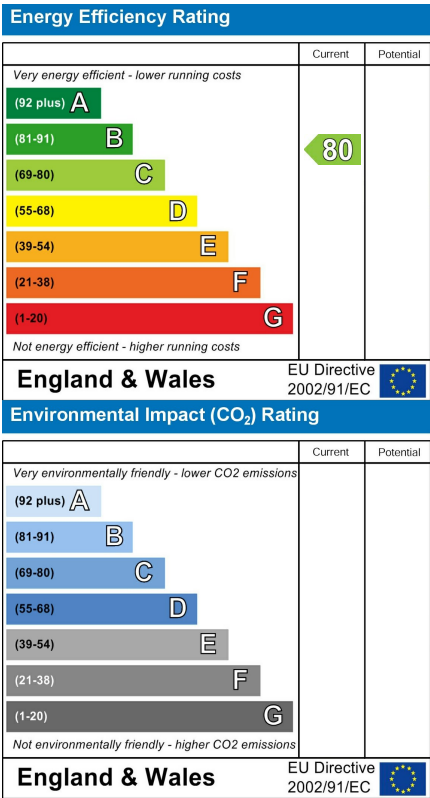 Energy Efficiency Rating
Current Potential
Very energy efficient - lower running costs
(92 plus) A
(81-91) B
80
(69-80) C
(55-68) D
(39-54) E
(21-38) F
(1-20) G
Not energy efficient - higher running costs
England & Wales
EU Directive
2002/91/EC
Environmental Impact (CO₂) Rating
Current Potential
Very environmentally friendly - lower CO2 emissions
(92 plus) A
(81-91) B
(69-80) C
(55-68) D
(39-54) E
(21-38) F
(1-20) G
Not environmentally friendly - higher CO2 emissions
England & Wales
EU Directive
2002/91/EC